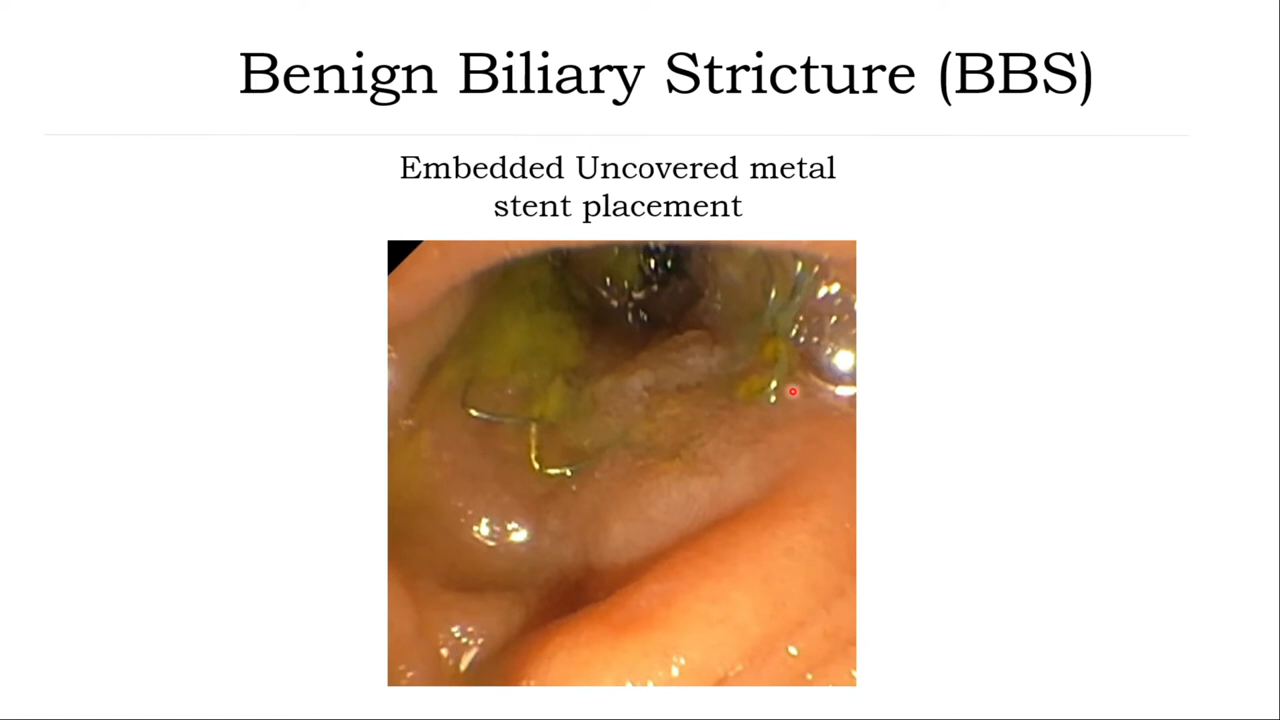 Benign Biliary Stricture (BBS)
Embedded Uncovered metal
stent placement